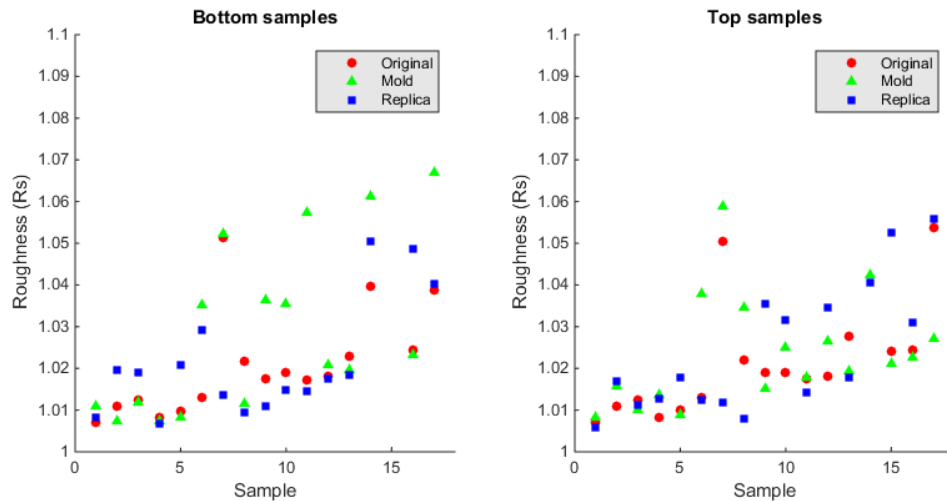 Bottom samples
1.1
1.09
1.08
1.07
1.06
1.05
1.04
1.03
1.02
1.01
1
Roughness (Rs)
0
5
10
15
Sample
Original
Mold
Replica
Top samples
1.1
1.09
1.08
1.07
1.06
1.05
1.04
1.03
1.02
1.01
1
Roughness (Rs)
0
5
10
15
Sample
Original
Mold
Replica